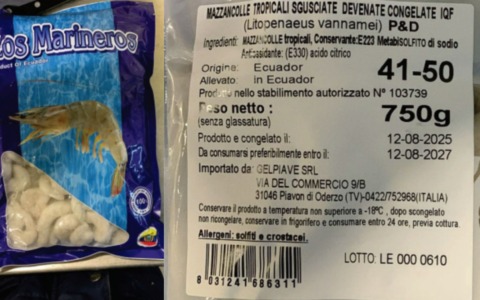 os Marineros
duct of Ecuador
MAZZANCOLLE TROPICALI SGUSCIATE DEVENATE CONGELATE IQF
(Litopenaeus vannamei) P&D
Ingredienti: MAZZANCOLLE tropicali, Conservante:E223 MetabiSOLFITO di sodio
Antiossidante: (E330) acido citrico
Origine: Ecuador
Allevato: in Ecuador
41-50
Prodotto nello stabilimento autorizzato N° 103739
Peso netto :
(senza glassatura)
750g
Prodotto e congelato il: 12-08-2025
Da consumarsi preferibilmente entro il: 12-08-2027
Importato da: GELPIAVE SRL
VIA DEL COMMERCIO 9/B
31046 Piavon di Oderzo (TV)-0422/752968(ITALIA)
Conservare il prodotto a temperatura non superiore a -18°C , dopo scongelato
non ricongelare, conservare in frigorifero e consumare entro 24 ore, previa cottura.
Allergeni: solfiti e crostacei.
LOTTO: LE 000 0610
8 031241 586311